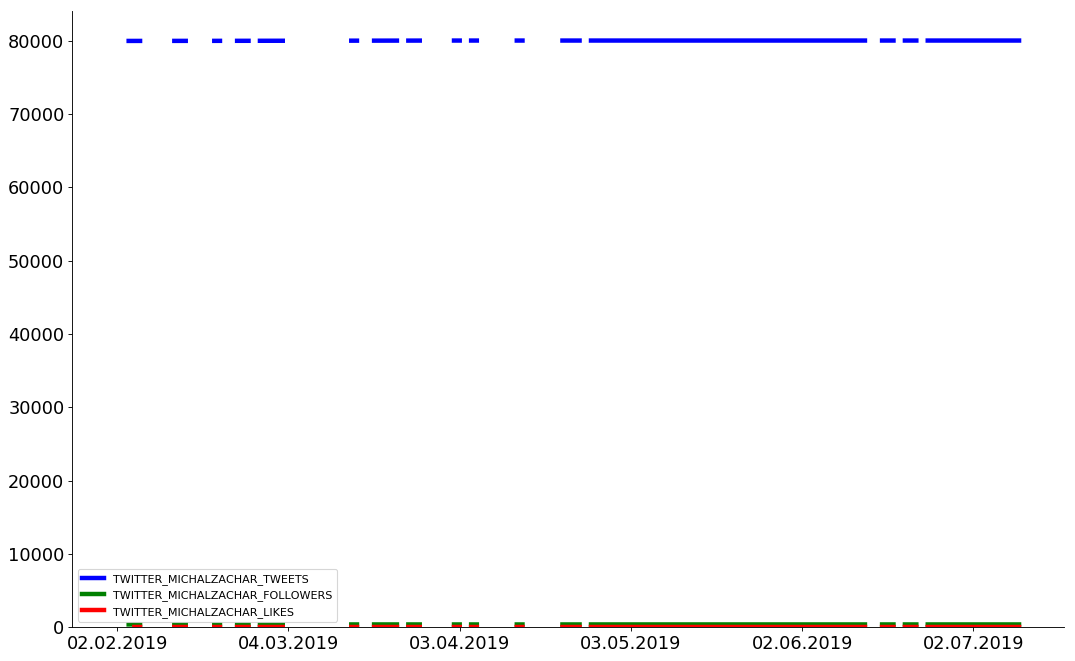 80000
70000
60000
50000
40000
30000
20000
10000
0
TWITTER_MICHALZACHAR_TWEETS
TWITTER_MICHALZACHAR_FOLLOWERS
TWITTER_MICHALZACHAR_LIKES
02.02.2019 04.03.2019 03.04.2019 03.05.2019 02.06.2019 02.07.2019